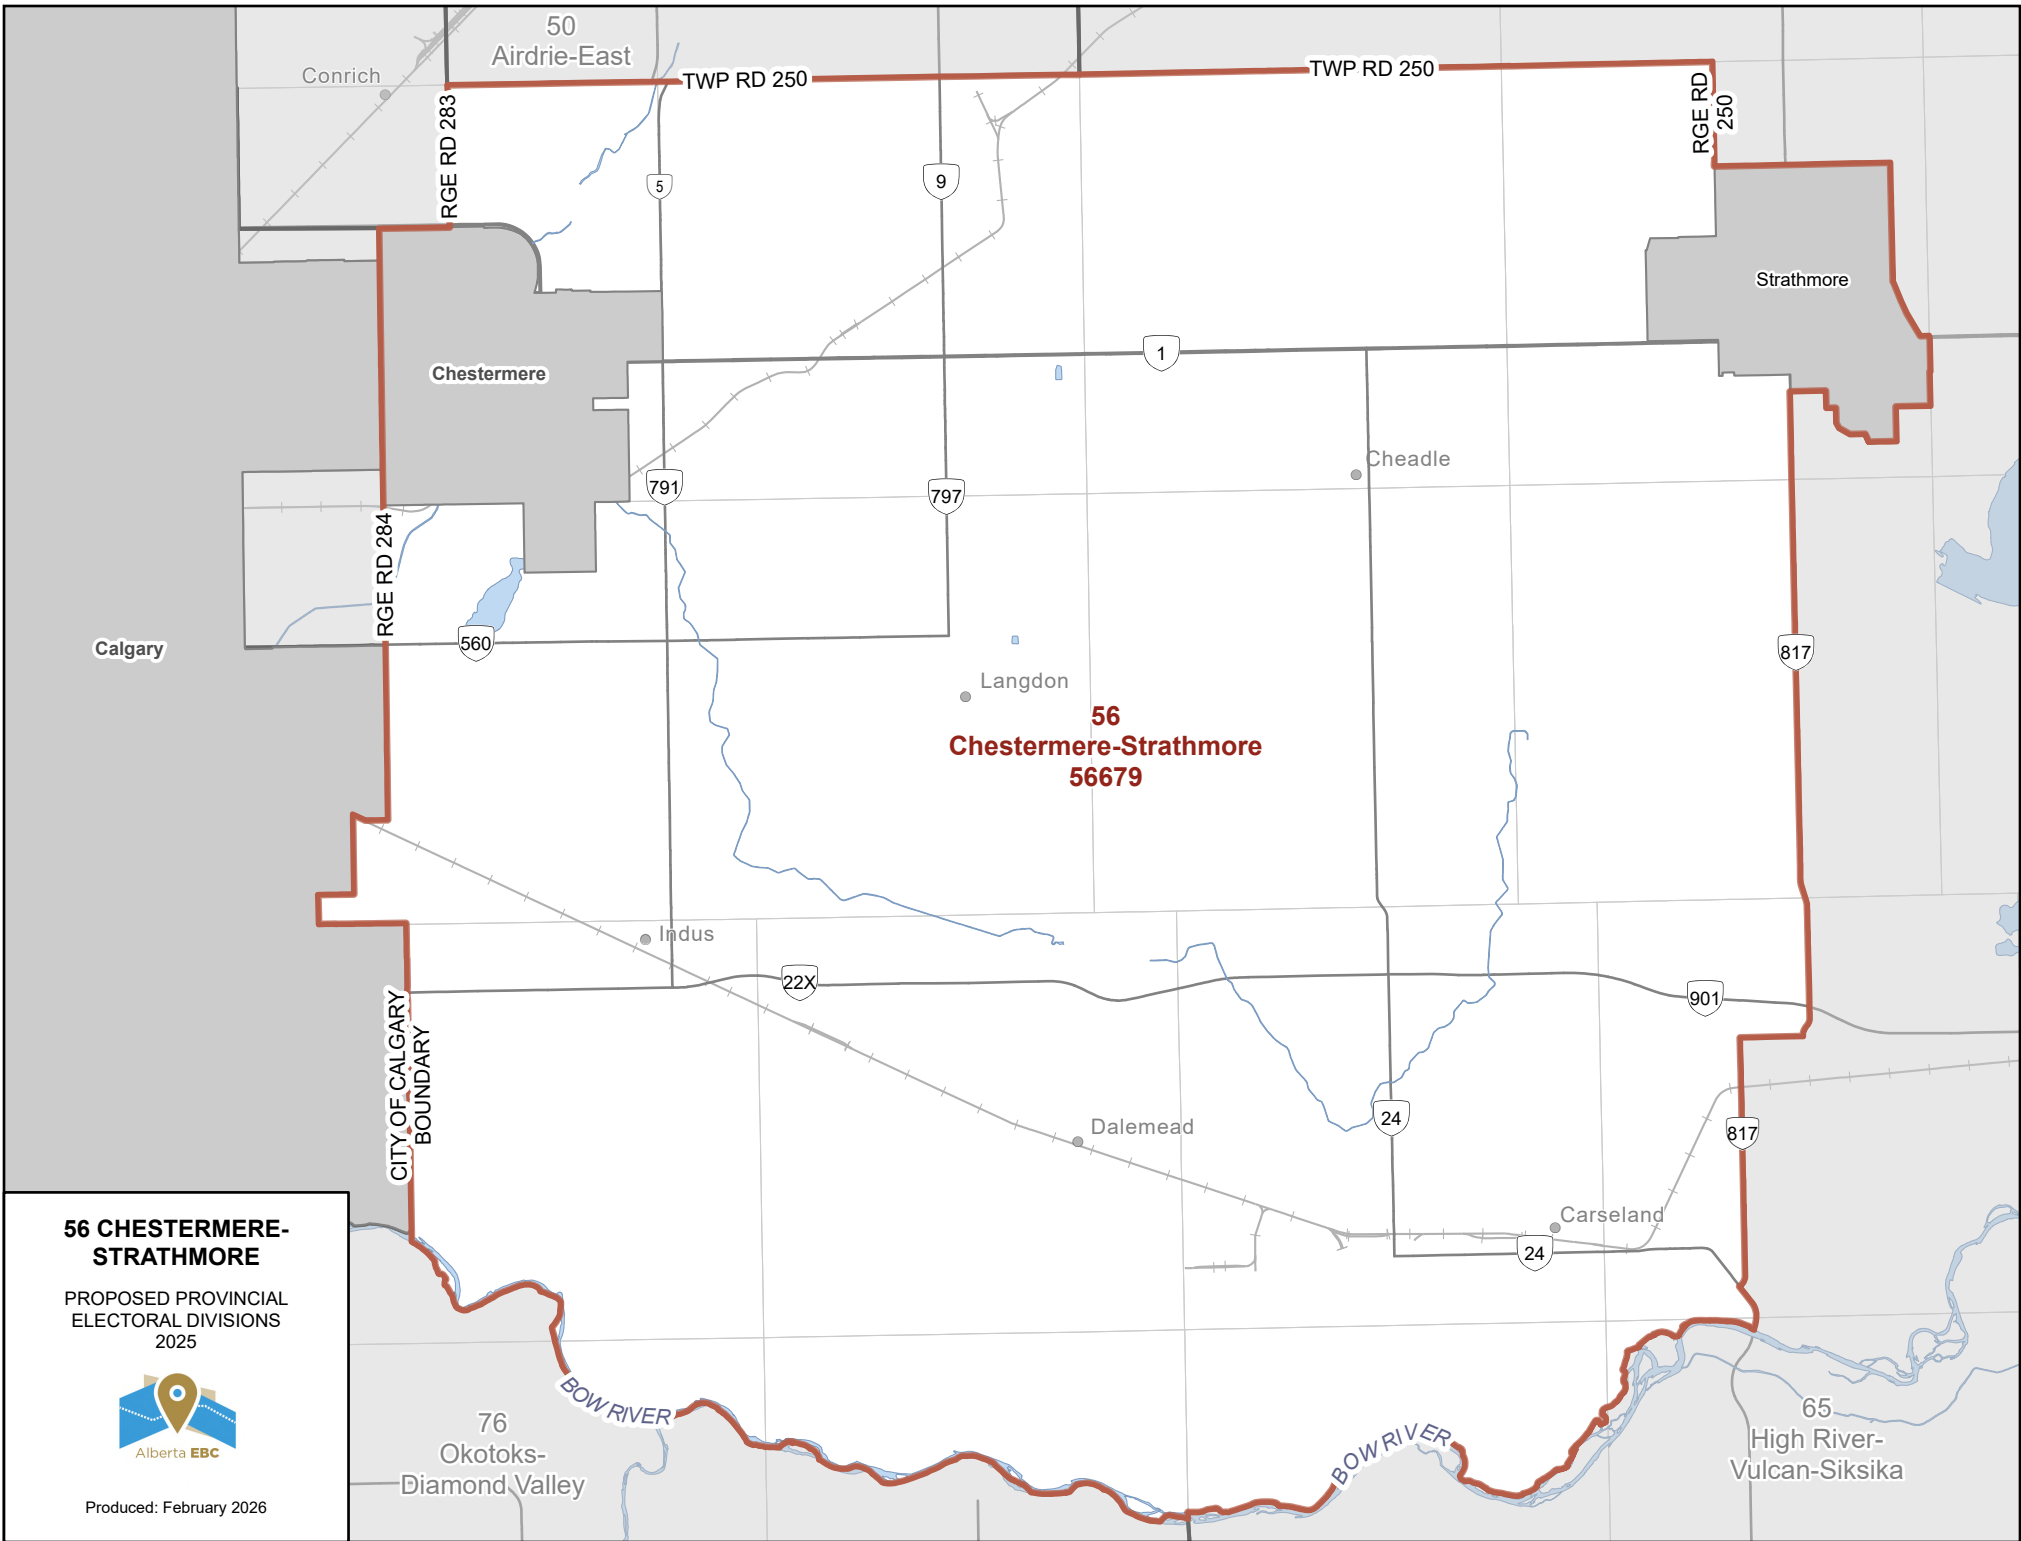 50
Airdrie-East
Conrich
TWP RD 250
TWP RD 250
RGE RD 283
RGE RD
250
5
9
Strathmore
1
Chestermere
Cheadle
791
797
RGE RD 284
560
Calgary
817
Langdon
56
Chestermere-Strathmore
56679
Indus
22X
901
CITY OF CALGARY
BOUNDARY
Dalemead
24
817
Carseland
24
56 CHESTERMERE-
STRATHMORE
PROPOSED PROVINCIAL
ELECTORAL DIVISIONS
2025
Alberta EBC
Produced: February 2026
BOW RIVER
BOW RIVER
76
Okotoks-
Diamond Valley
65
High River-
Vulcan-Siksika